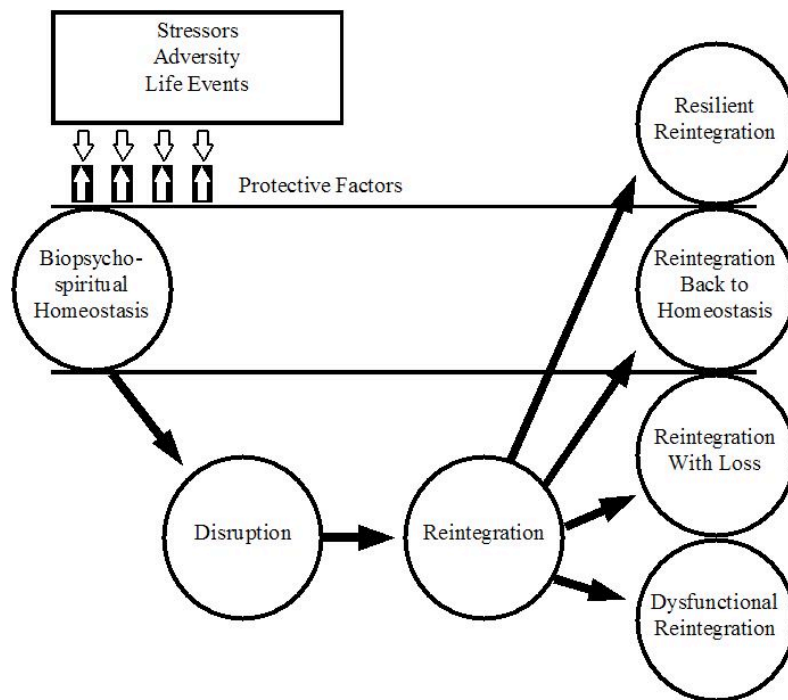 Stressors
Adversity
Life Events
Protective Factors
Resilient
Reintegration
Biopsycho-
spiritual
Homeostasis
Reintegration
Back to
Homeostasis
Reintegration
With Loss
Disruption
Reintegration
Dysfunctional
Reintegration